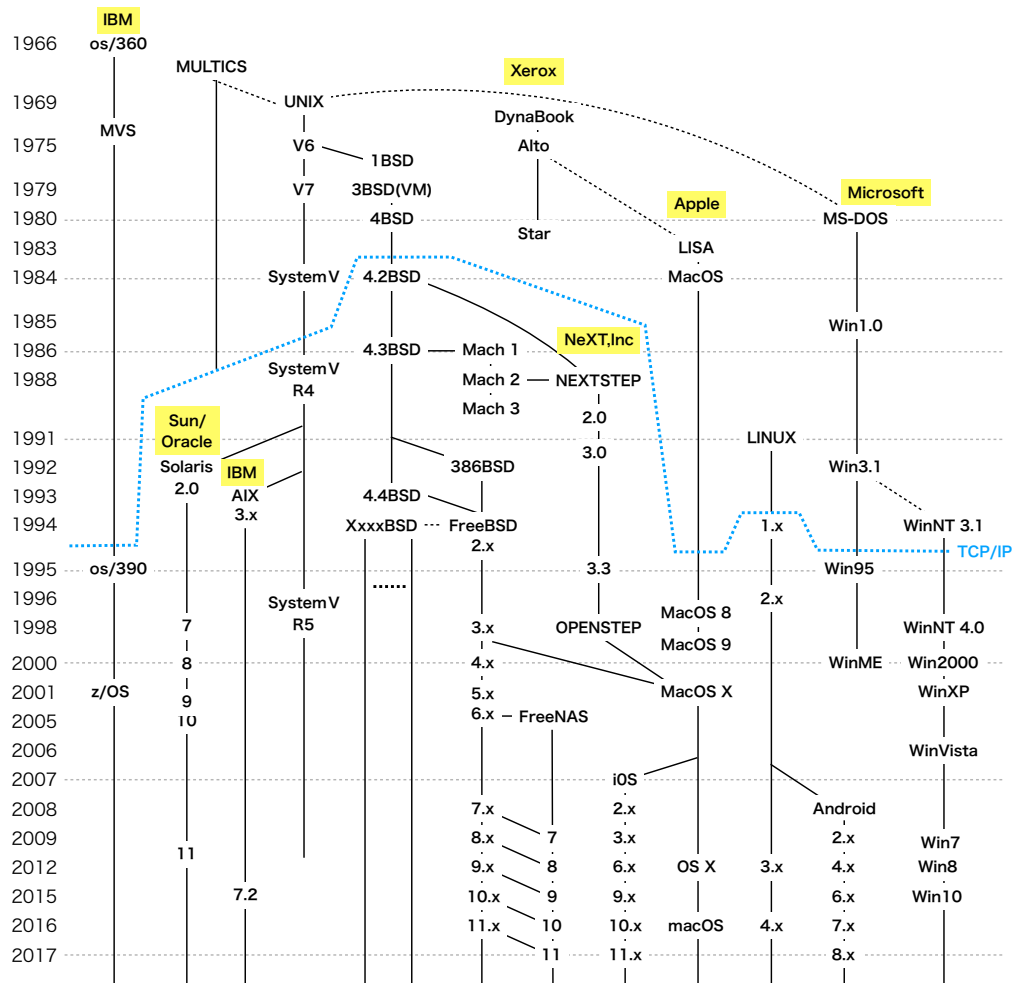 IBM
1966 os/360
MULTICS
Xerox
1969 UNIX
DynaBook
MVS
1975 V6 Alto
1BSD
1979 V7 3BSD(VM)
Apple Microsoft
1980 4BSD MS-DOS
Star
1983 LISA
1984 SystemV 4.2BSD MacOS
1985 Win1.0
NeXT,Inc
1986 4.3BSD Mach 1
SystemV
1988 R4 Mach 2 NEXTSTEP
Mach 3
2.0
Sun/
Oracle
1991 LINUX
3.0
1992 Solaris IBM 386BSD Win3.1
2.0
1993 AIX 4.4BSD
3.x
1994 XxxxBSD FreeBSD 1.x WinNT 3.1
2.x
TCP/IP
1995 os/390 3.3 Win95
1996 SystemV 2.x
R5
MacOS 8
1998 7 3.x OPENSTEP WinNT 4.0
MacOS 9
2000 8 4.x WinME Win2000
2001 z/OS 9 5.x MacOS X WinXP
2005 10 6.x FreeNAS
2006 WinVista
2007 iOS
2008 7.x 2.x Android
2009 8.x 7 3.x 2.x Win7
11
2012 9.x 8 6.x OS X 3.x 4.x Win8
2015 7.2 10.x 9 9.x 6.x Win10
2016 11.x 10 10.x macOS 4.x 7.x
2017 11 11.x 8.x